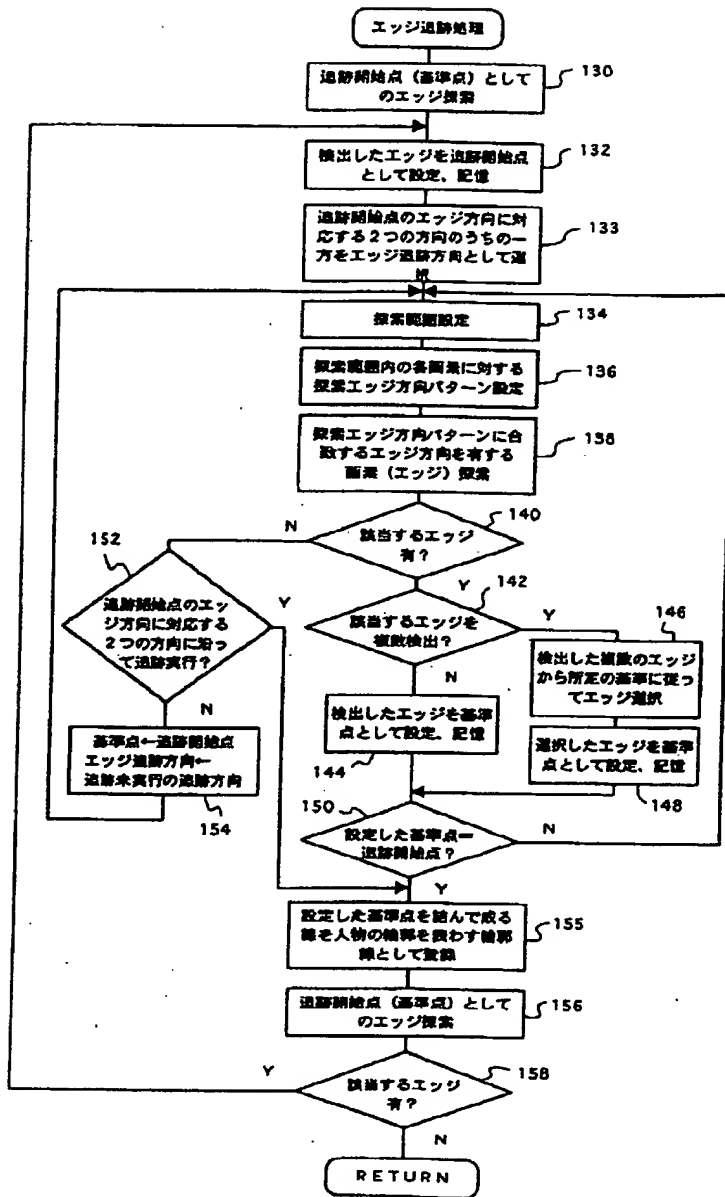 エッジ追跡処理
追跡開始点（基準点）として
のエッジ探索
130
検出したエッジを追跡開始点
として設定、記憶
132
追跡開始点のエッジ方向に対
応する２つの方向のうちの一
方をエッジ追跡方向として選
択
133
探索範囲設定
134
探索範囲内の各画素に対する
探索エッジ方向パターン設定
136
探索エッジ方向パターンに合
致するエッジ方向を有する
画素（エッジ）探索
138
該当するエッジ
有？
140
N
Y
152
追跡開始点のエッ
ジ方向に対応する
２つの方向に沿っ
て追跡実行？
Y
N
該当するエッジを
複数検出？
142
Y
N
検出した複数のエッジ
から所定の基準に従っ
てエッジ選択
146
検出したエッジを基準
点として設定、記憶
144
選択したエッジを基準
点として設定、記憶
148
基準点←追跡開始点
エッジ追跡方向←
追跡未実行の追跡方向
154
150
設定した基準点＝
追跡開始点？
N
Y
設定した基準点を結んで成る
線を人物の輪郭を表わす輪郭
線として登録
155
追跡開始点（基準点）として
のエッジ探索
156
該当するエッジ
有？
158
Y
N
RETURN